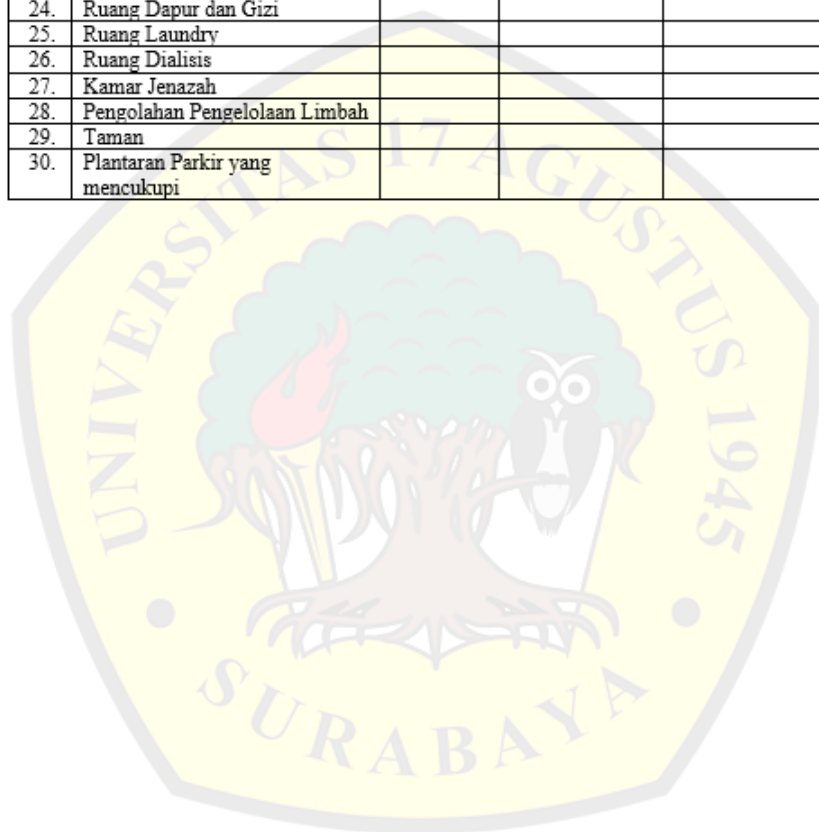 24. Ruang Dapur dan Gizi
25. Ruang Laundry
26. Ruang Dialisis
27. Kamar Jenazah
28. Pengolahan Pengelolaan Limbah
29. Taman
30. Plantaran Parkir yang
mencukupi
UNIVERSITAS 17 AGUSTUS 1945
SURABAYA